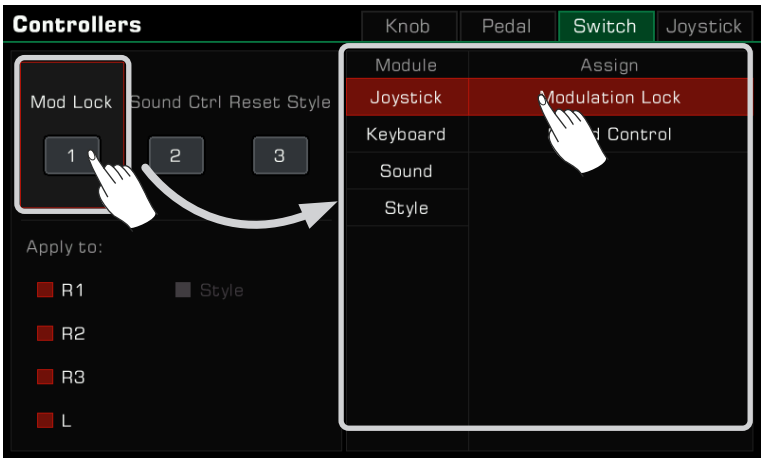 Controllers
Knob
Pedal
Switch
Joystick
Mod Lock
Sound Ctrl
Reset Style
1
2
3
Apply to:
R1
Style
R2
R3
L
Module
Assign
Joystick
Modulation Lock
Keyboard
Control
Sound
Style